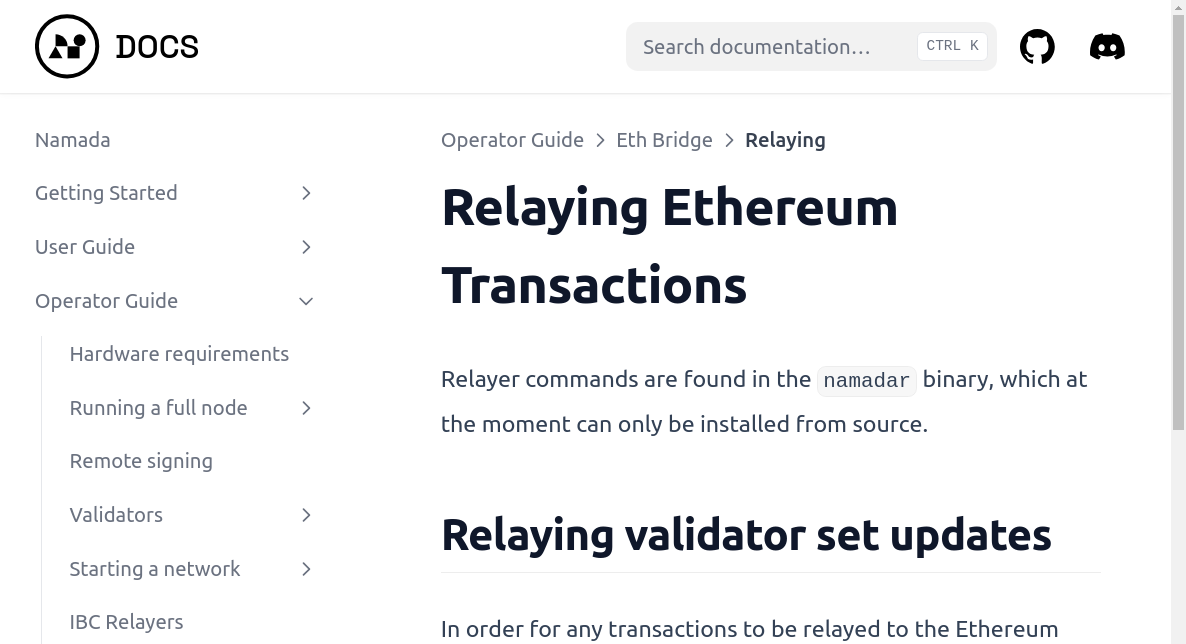 DOCS
Search documentation…
CTRL K
Namada
Getting Started
User Guide
Operator Guide
Hardware requirements
Running a full node
Remote signing
Validators
Starting a network
IBC Relayers
Operator Guide > Eth Bridge > Relaying
Relaying Ethereum
Transactions
Relayer commands are found in the namadar binary, which at
the moment can only be installed from source.
Relaying validator set updates
In order for any transactions to be relayed to the Ethereum